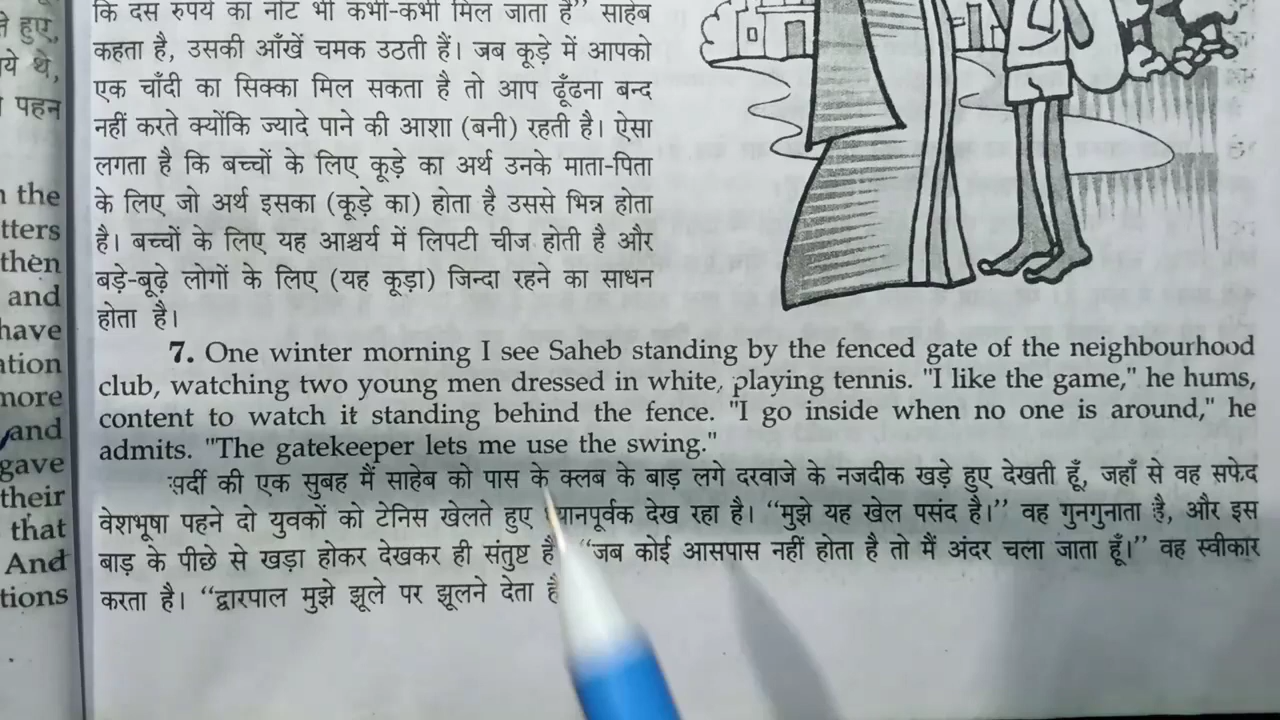 कि दस रुपये का नोट भी कभी-कभी मिल जाता है” साहेब
कहता है, उसकी आँखें चमक उठती हैं। जब कूड़े में आपको
एक चाँदी का सिक्का मिल सकता है तो आप ढूँढना बन्द
नहीं करते क्योंकि ज्यादे पाने की आशा (बनी) रहती है। ऐसा
लगता है कि बच्चों के लिए कूड़े का अर्थ उनके माता-पिता
के लिए जो अर्थ इसका (कूड़े का) होता है उससे भिन्न होता
है। बच्चों के लिए यह आश्चर्य में लिपटी चीज होती है और
बड़े-बूढ़े लोगों के लिए (यह कूड़ा) जिन्दा रहने का साधन
होता है।
7. One winter morning I see Saheb standing by the fenced gate of the neighbourhood
club, watching two young men dressed in white, playing tennis. "I like the game," he hums,
content to watch it standing behind the fence. "I go inside when no one is around," he
admits. "The gatekeeper lets me use the swing."
सर्दी की एक सुबह मैं साहेब को पास के क्लब के बाड़ लगे दरवाजे के नजदीक खड़े हुए देखती हूँ, जहाँ से वह सफेद
वेशभूषा पहने दो युवकों को टेनिस खेलते हुए ध्यानपूर्वक देख रहा है। “मुझे यह खेल पसंद है।” वह गुनगुनाता है, और इस
बाड़ के पीछे से खड़ा होकर देखकर ही संतुष्ट है “जब कोई आसपास नहीं होता है तो मैं अंदर चला जाता हूँ।” वह स्वीकार
करता है। “द्वारपाल मुझे झूले पर झूलने देता है
हुए,
थे,
पहन
the
then
and
have
more
and
gave
their
that
And